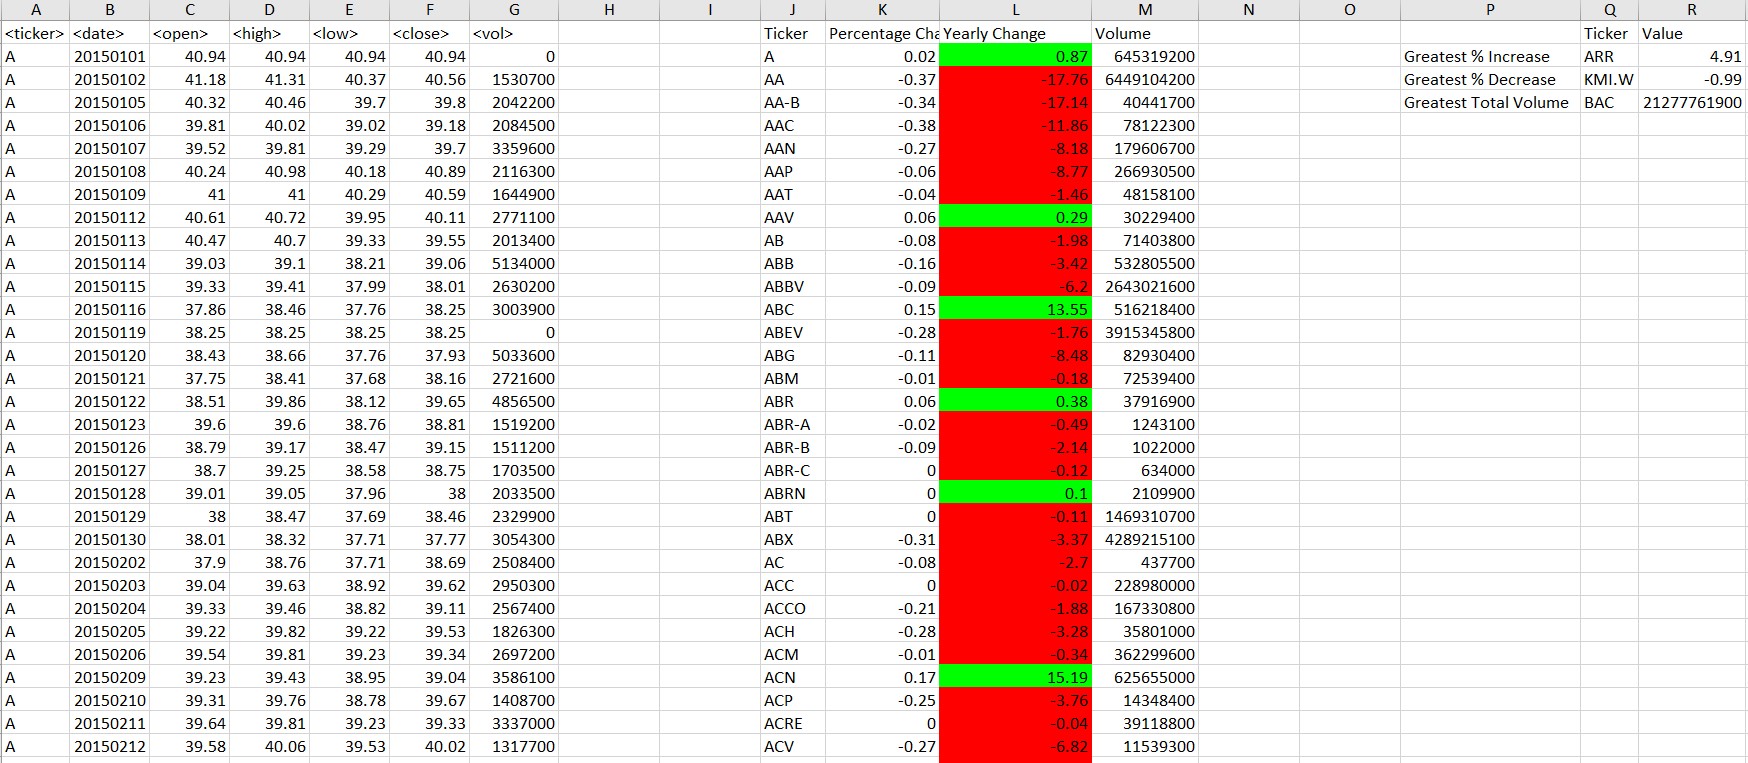 A B C D E F G H I J K L M N O P Q R
<ticker> <date> <open> <high> <low> <close> <vol> Ticker Percentage Cha Yearly Change Volume Ticker Value
A 20150101 40.94 40.94 40.94 40.94 0 A 0.02 0.87 645319200 Greatest % Increase ARR 4.91
A 20150102 41.18 41.31 40.37 40.56 1530700 AA -0.37 -17.76 6449104200 Greatest % Decrease KMI.W -0.99
A 20150105 40.32 40.46 39.7 39.8 2042200 AA-B -0.34 -17.14 40441700 Greatest Total Volume BAC 21277761900
A 20150106 39.81 40.02 39.02 39.18 2084500 AAC -0.38 -11.86 78122300
A 20150107 39.52 39.81 39.29 39.7 3359600 AAN -0.27 -8.18 179606700
A 20150108 40.24 40.98 40.18 40.89 2116300 AAP -0.06 -8.77 266930500
A 20150109 41 41 40.29 40.59 1644900 AAT -0.04 -1.46 48158100
A 20150112 40.61 40.72 39.95 40.11 2771100 AAV 0.06 0.29 30229400
A 20150113 40.47 40.7 39.33 39.55 2013400 AB -0.08 -1.98 71403800
A 20150114 39.03 39.1 38.21 39.06 5134000 ABB -0.16 -3.42 532805500
A 20150115 39.33 39.41 37.99 38.01 2630200 ABBV -0.09 -6.2 2643021600
A 20150116 37.86 38.46 37.76 38.25 3003900 ABC 0.15 13.55 516218400
A 20150119 38.25 38.25 38.25 38.25 0 ABEV -0.28 -1.76 3915345800
A 20150120 38.43 38.66 37.76 37.93 5033600 ABG -0.11 -8.48 82930400
A 20150121 37.75 38.41 37.68 38.16 2721600 ABM -0.01 -0.18 72539400
A 20150122 38.51 39.86 38.12 39.65 4856500 ABR 0.06 0.38 37916900
A 20150123 39.6 39.6 38.76 38.81 1519200 ABR-A -0.02 -0.49 1243100
A 20150126 38.79 39.17 38.47 39.15 1511200 ABR-B -0.09 -2.14 1022000
A 20150127 38.7 39.25 38.58 38.75 1703500 ABR-C 0 -0.12 634000
A 20150128 39.01 39.05 37.96 38 2033500 ABRN 0 0.1 2109900
A 20150129 38 38.47 37.69 38.46 2329900 ABT 0 -0.11 1469310700
A 20150130 38.01 38.32 37.71 37.77 3054300 ABX -0.31 -3.37 4289215100
A 20150202 37.9 38.76 37.71 38.69 2508400 AC -0.08 -2.7 437700
A 20150203 39.04 39.63 38.92 39.62 2950300 ACC 0 -0.02 228980000
A 20150204 39.33 39.46 38.82 39.11 2567400 ACCO -0.21 -1.88 167330800
A 20150205 39.22 39.82 39.22 39.53 1826300 ACH -0.28 -3.28 35801000
A 20150206 39.54 39.81 39.23 39.34 2697200 ACM -0.01 -0.34 362299600
A 20150209 39.23 39.43 38.95 39.04 3586100 ACN 0.17 15.19 625655000
A 20150210 39.31 39.76 38.78 39.67 1408700 ACP -0.25 -3.76 14348400
A 20150211 39.64 39.81 39.23 39.33 3337000 ACRE 0 -0.04 39118800
A 20150212 39.58 40.06 39.53 40.02 1317700 ACV -0.27 -6.82 11539300